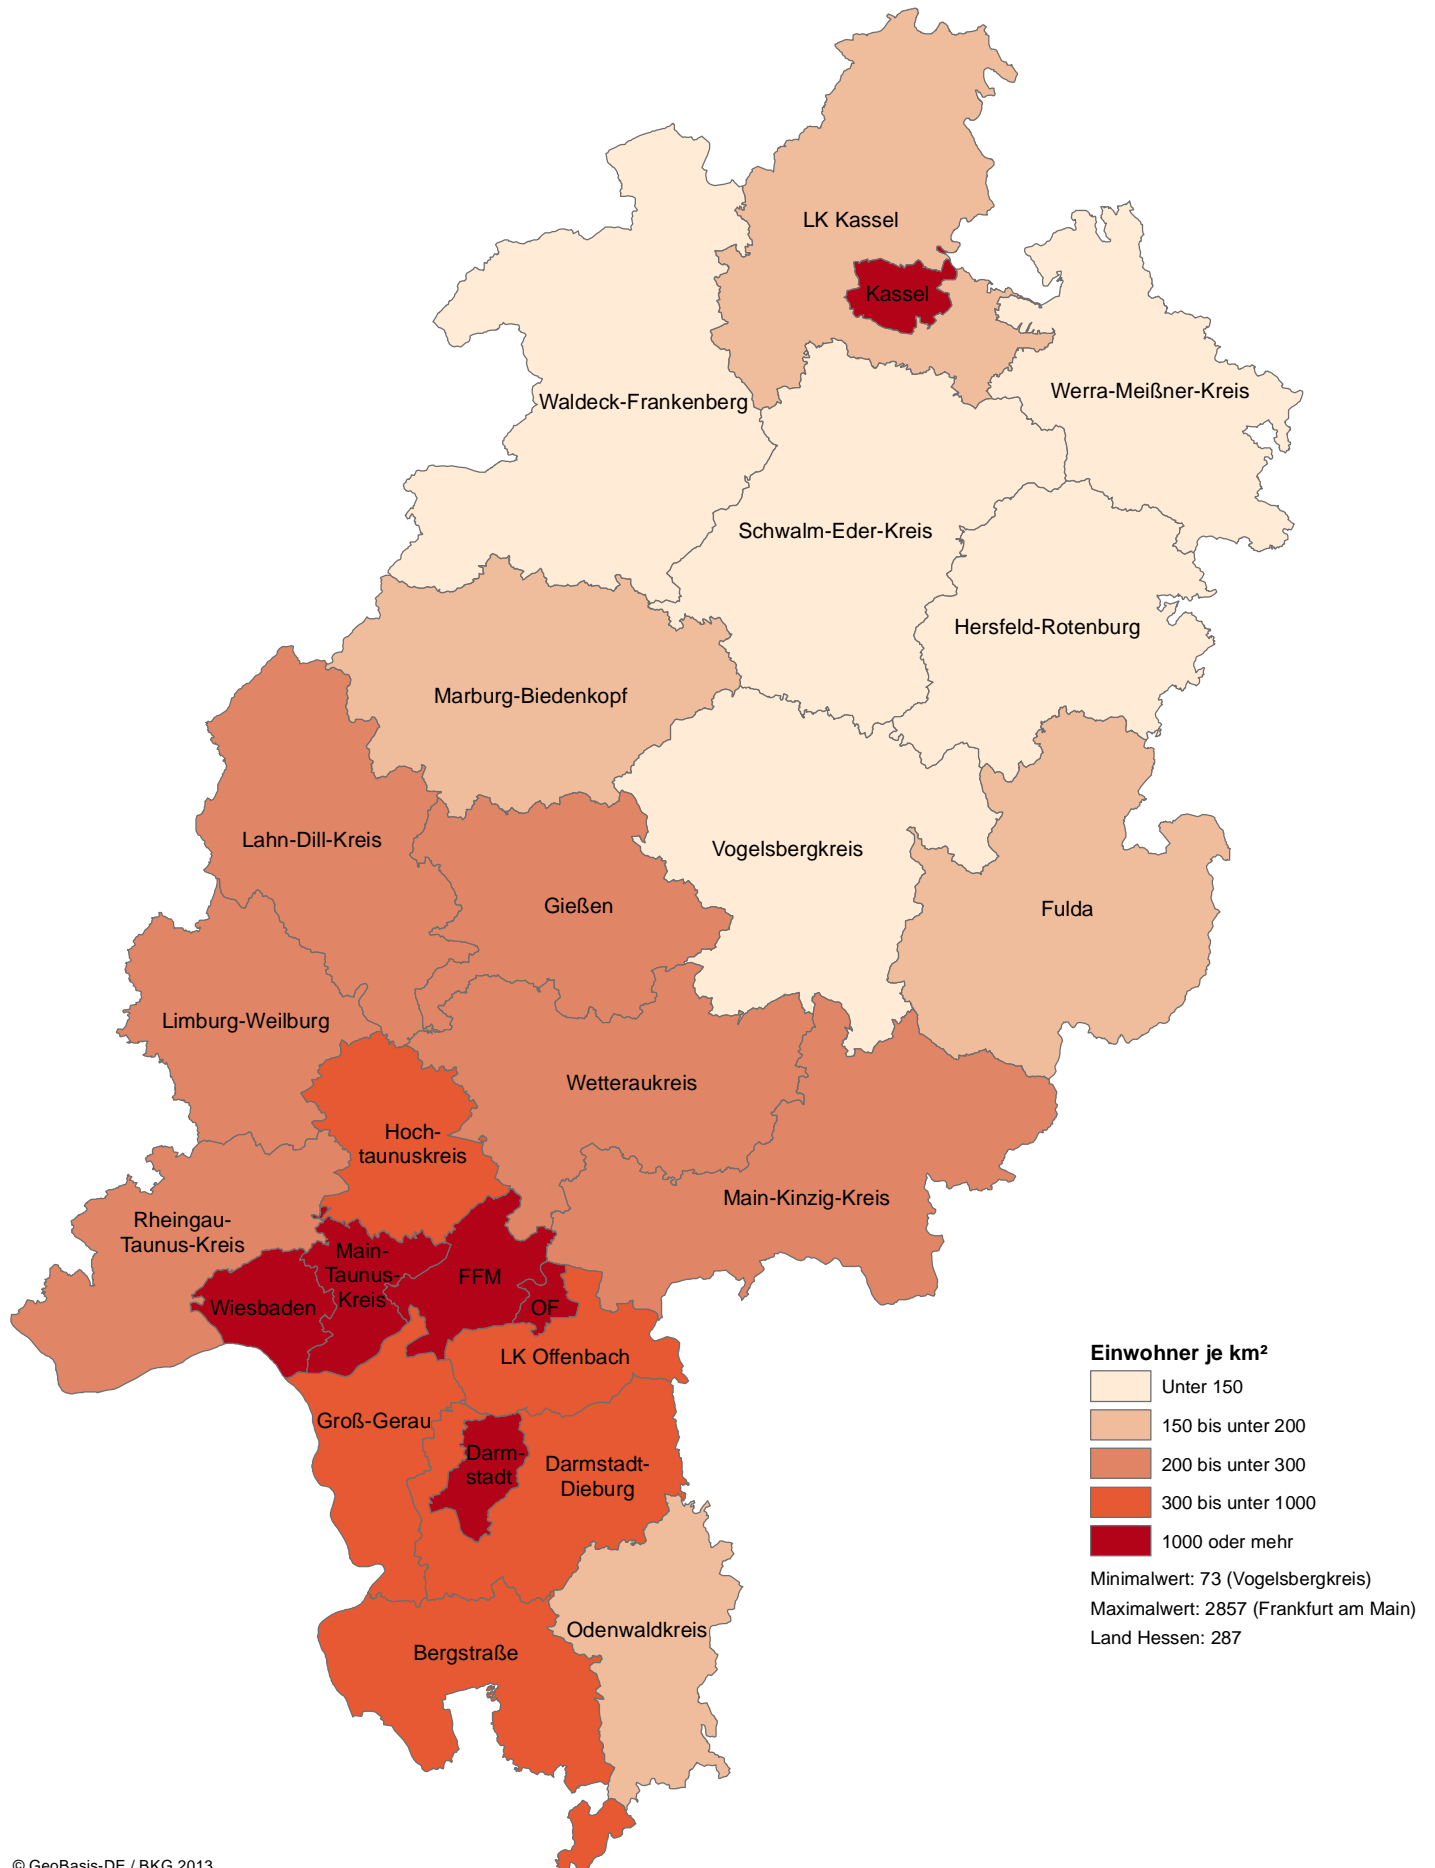 LK Kassel
Kassel
Waldeck-Frankenberg
Werra-Meißner-Kreis
Schwalm-Eder-Kreis
Hersfeld-Rotenburg
Marburg-Biedenkopf
Lahn-Dill-Kreis
Vogelsbergkreis
Gießen
Fulda
Limburg-Weilburg
Wetteraukreis
Hoch-
taunuskreis
Main-Kinzig-Kreis
Rheingau-
Taunus-Kreis
Main-
Taunus-
Kreis
FFM
Wiesbaden
OF
LK Offenbach
Groß-Gerau
Darm-
stadt
Darmstadt-
Dieburg
Odenwaldkreis
Bergstraße
Einwohner je km²
Unter 150
150 bis unter 200
200 bis unter 300
300 bis unter 1000
1000 oder mehr
Minimalwert: 73 (Vogelsbergkreis)
Maximalwert: 2857 (Frankfurt am Main)
Land Hessen: 287
© GeoBasis-DE / BKG 2013